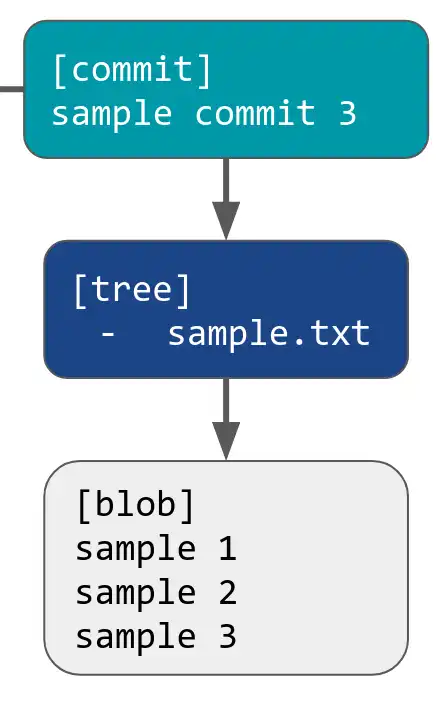 [commit]
sample commit 3
[tree]
- sample.txt
[blob]
sample 1
sample 2
sample 3